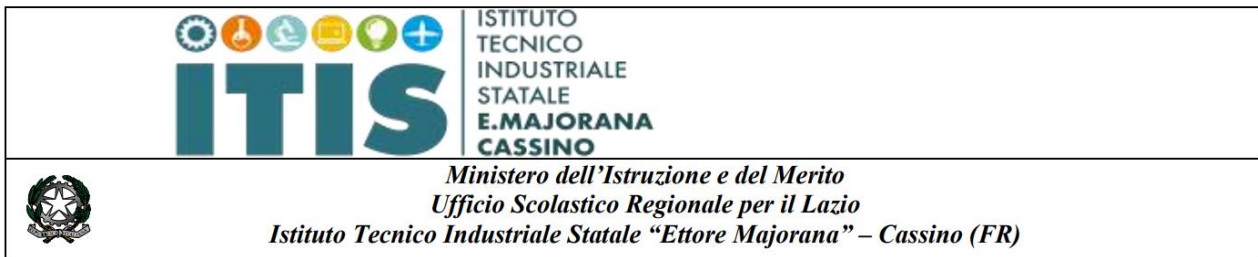 ITIS
ISTITUTO
TECNICO
INDUSTRIALE
STATALE
E.MAJORANA
CASSINO
Ministero dell’Istruzione e del Merito
Ufficio Scolastico Regionale per il Lazio
Istituto Tecnico Industriale Statale “Ettore Majorana” – Cassino (FR)